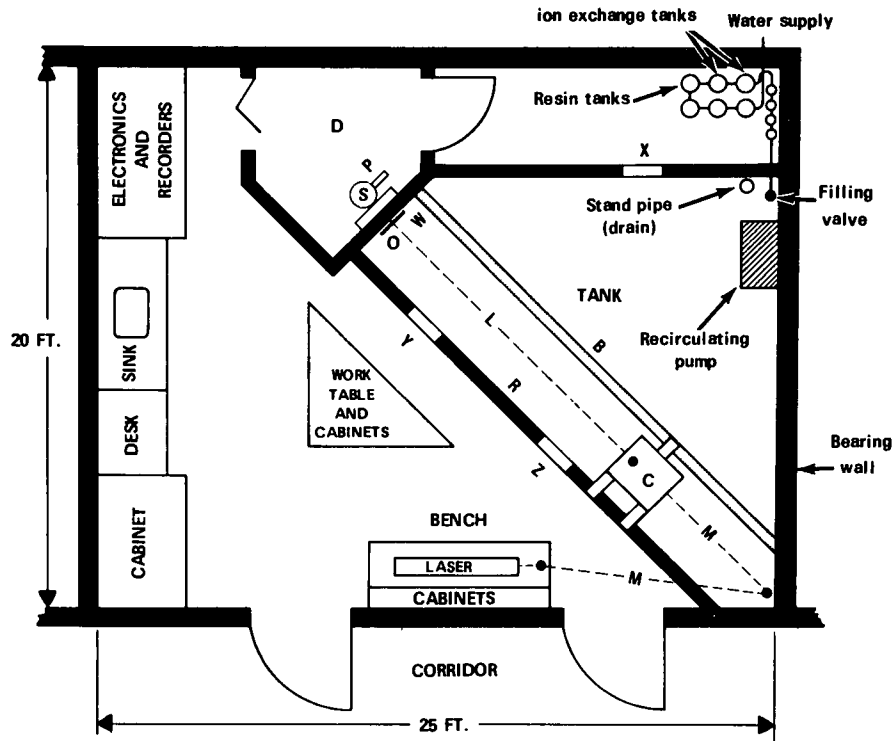 ion exchange tanks
Water supply
Resin tanks
ELECTRONICS
AND
RECORDERS
D
P
S
X
W
O
Stand pipe
(drain)
Filling
valve
TANK
Recirculating
pump
L
B
R
Y
Z
C
M
M
20 FT.
SINK
DESK
CABINET
WORK
TABLE
AND
CABINETS
Bearing
wall
BENCH
LASER
CABINETS
CORRIDOR
25 FT.